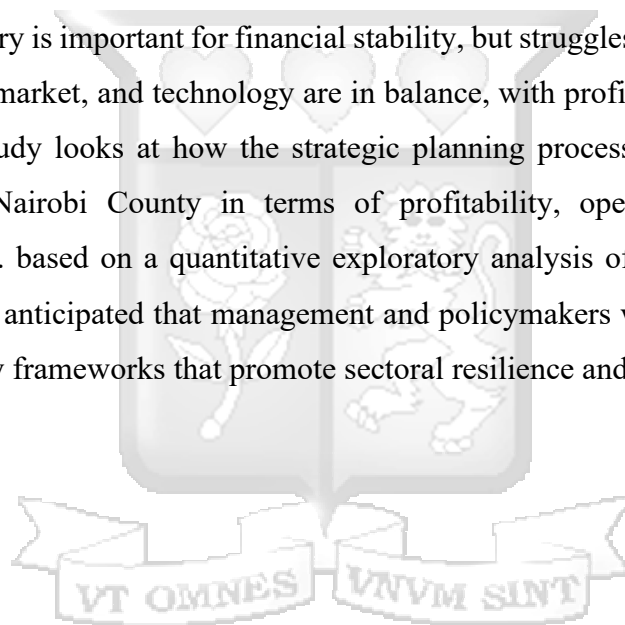 ry is important for financial stability, but struggles
market, and technology are in balance, with profi
udy looks at how the strategic planning process
Nairobi County in terms of profitability, ope
. based on a quantitative exploratory analysis of
anticipated that management and policymakers
y frameworks that promote sectoral resilience and
VT OMNES VNVM SINT